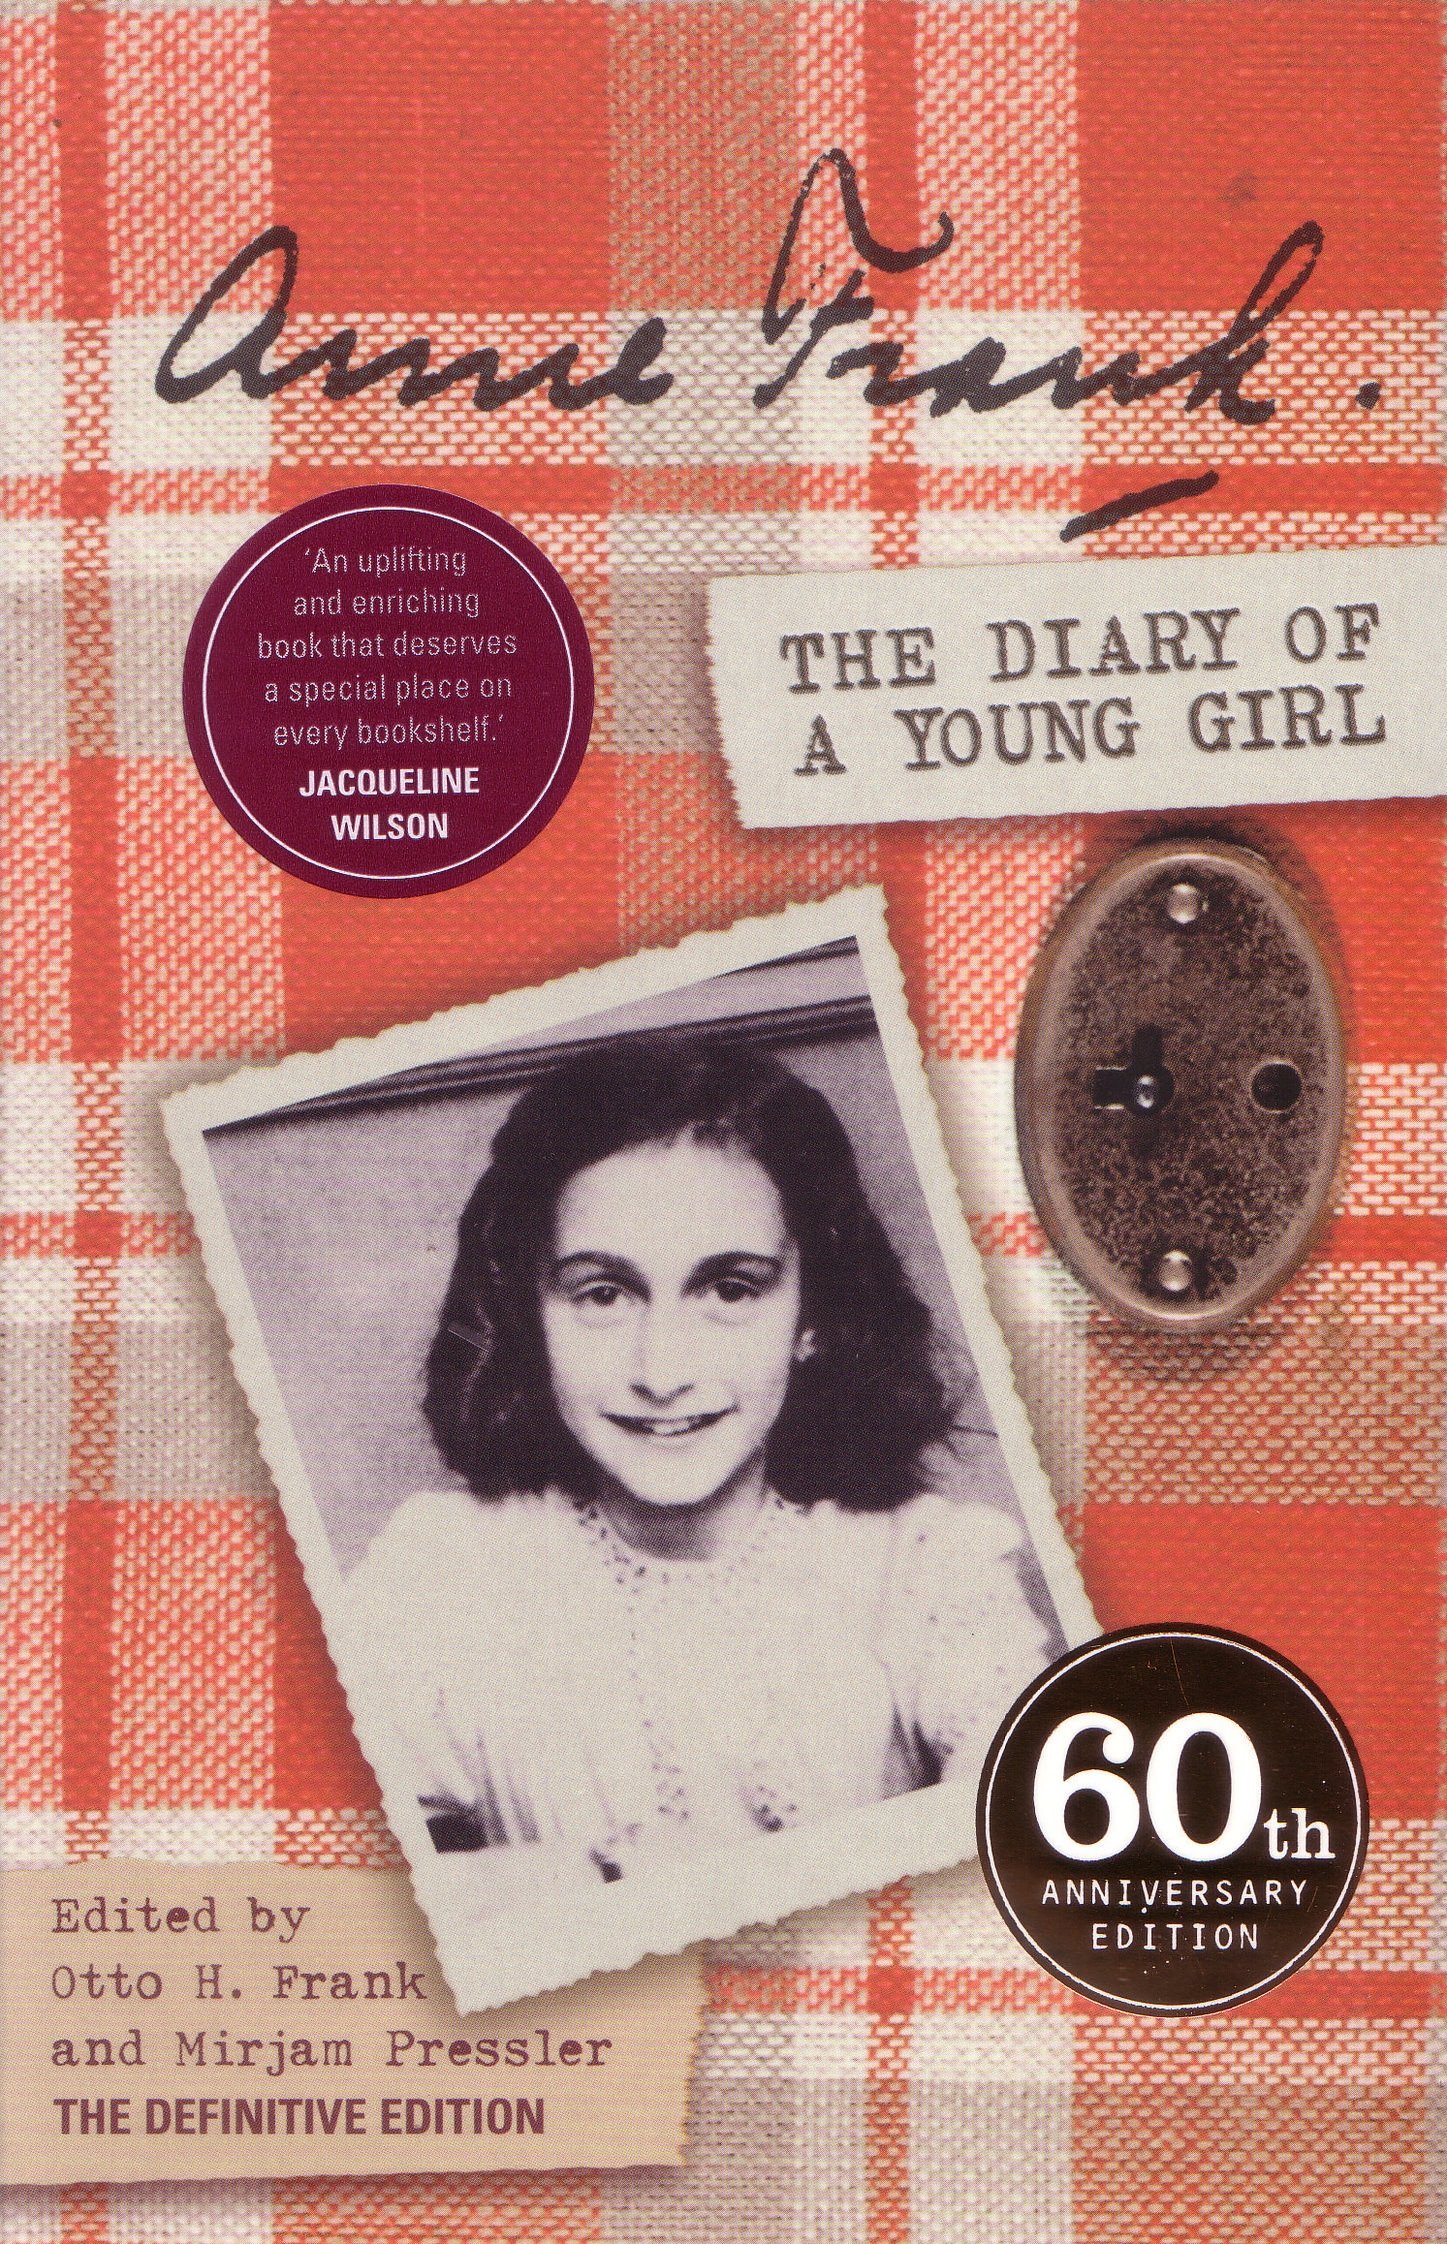 Anne Frank.
'An uplifting
and enriching
book that deserves
a special place on
every bookshelf.'
JACQUELINE
WILSON
THE DIARY OF
A YOUNG GIRL
60th
ANNIVERSARY
EDITION
Edited by
Otto H. Frank
and Mirjam Pressler
THE DEFINITIVE EDITION